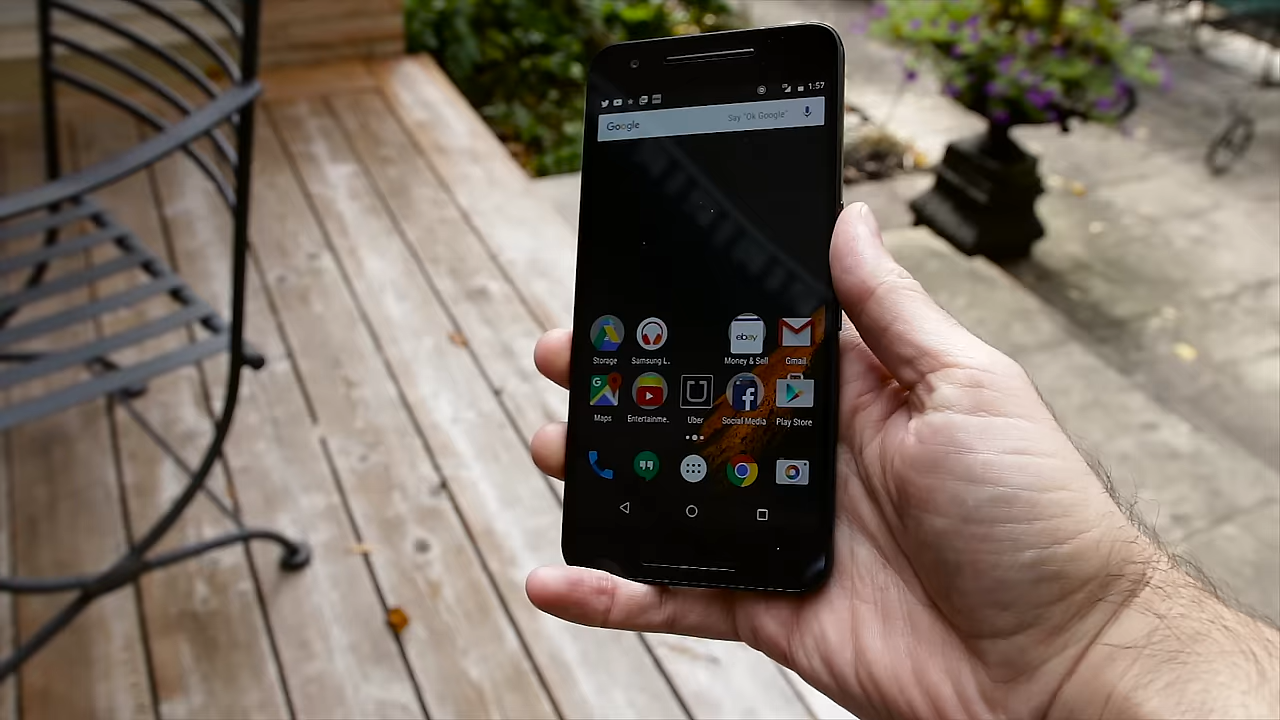 1:57
Google Say "Ok Google"
ebay
Storage Samsung L.. Money & Sell Gmail
G
Maps Entertainme.. Uber Social Media Play Store